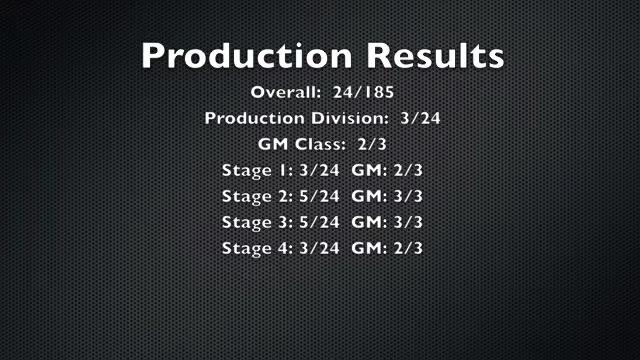 Production Results
Overall:  24/185
Production Division:  3/24
GM Class:  2/3
Stage 1: 3/24  GM: 2/3
Stage 2: 5/24  GM: 3/3
Stage 3: 5/24  GM: 3/3
Stage 4: 3/24  GM: 2/3